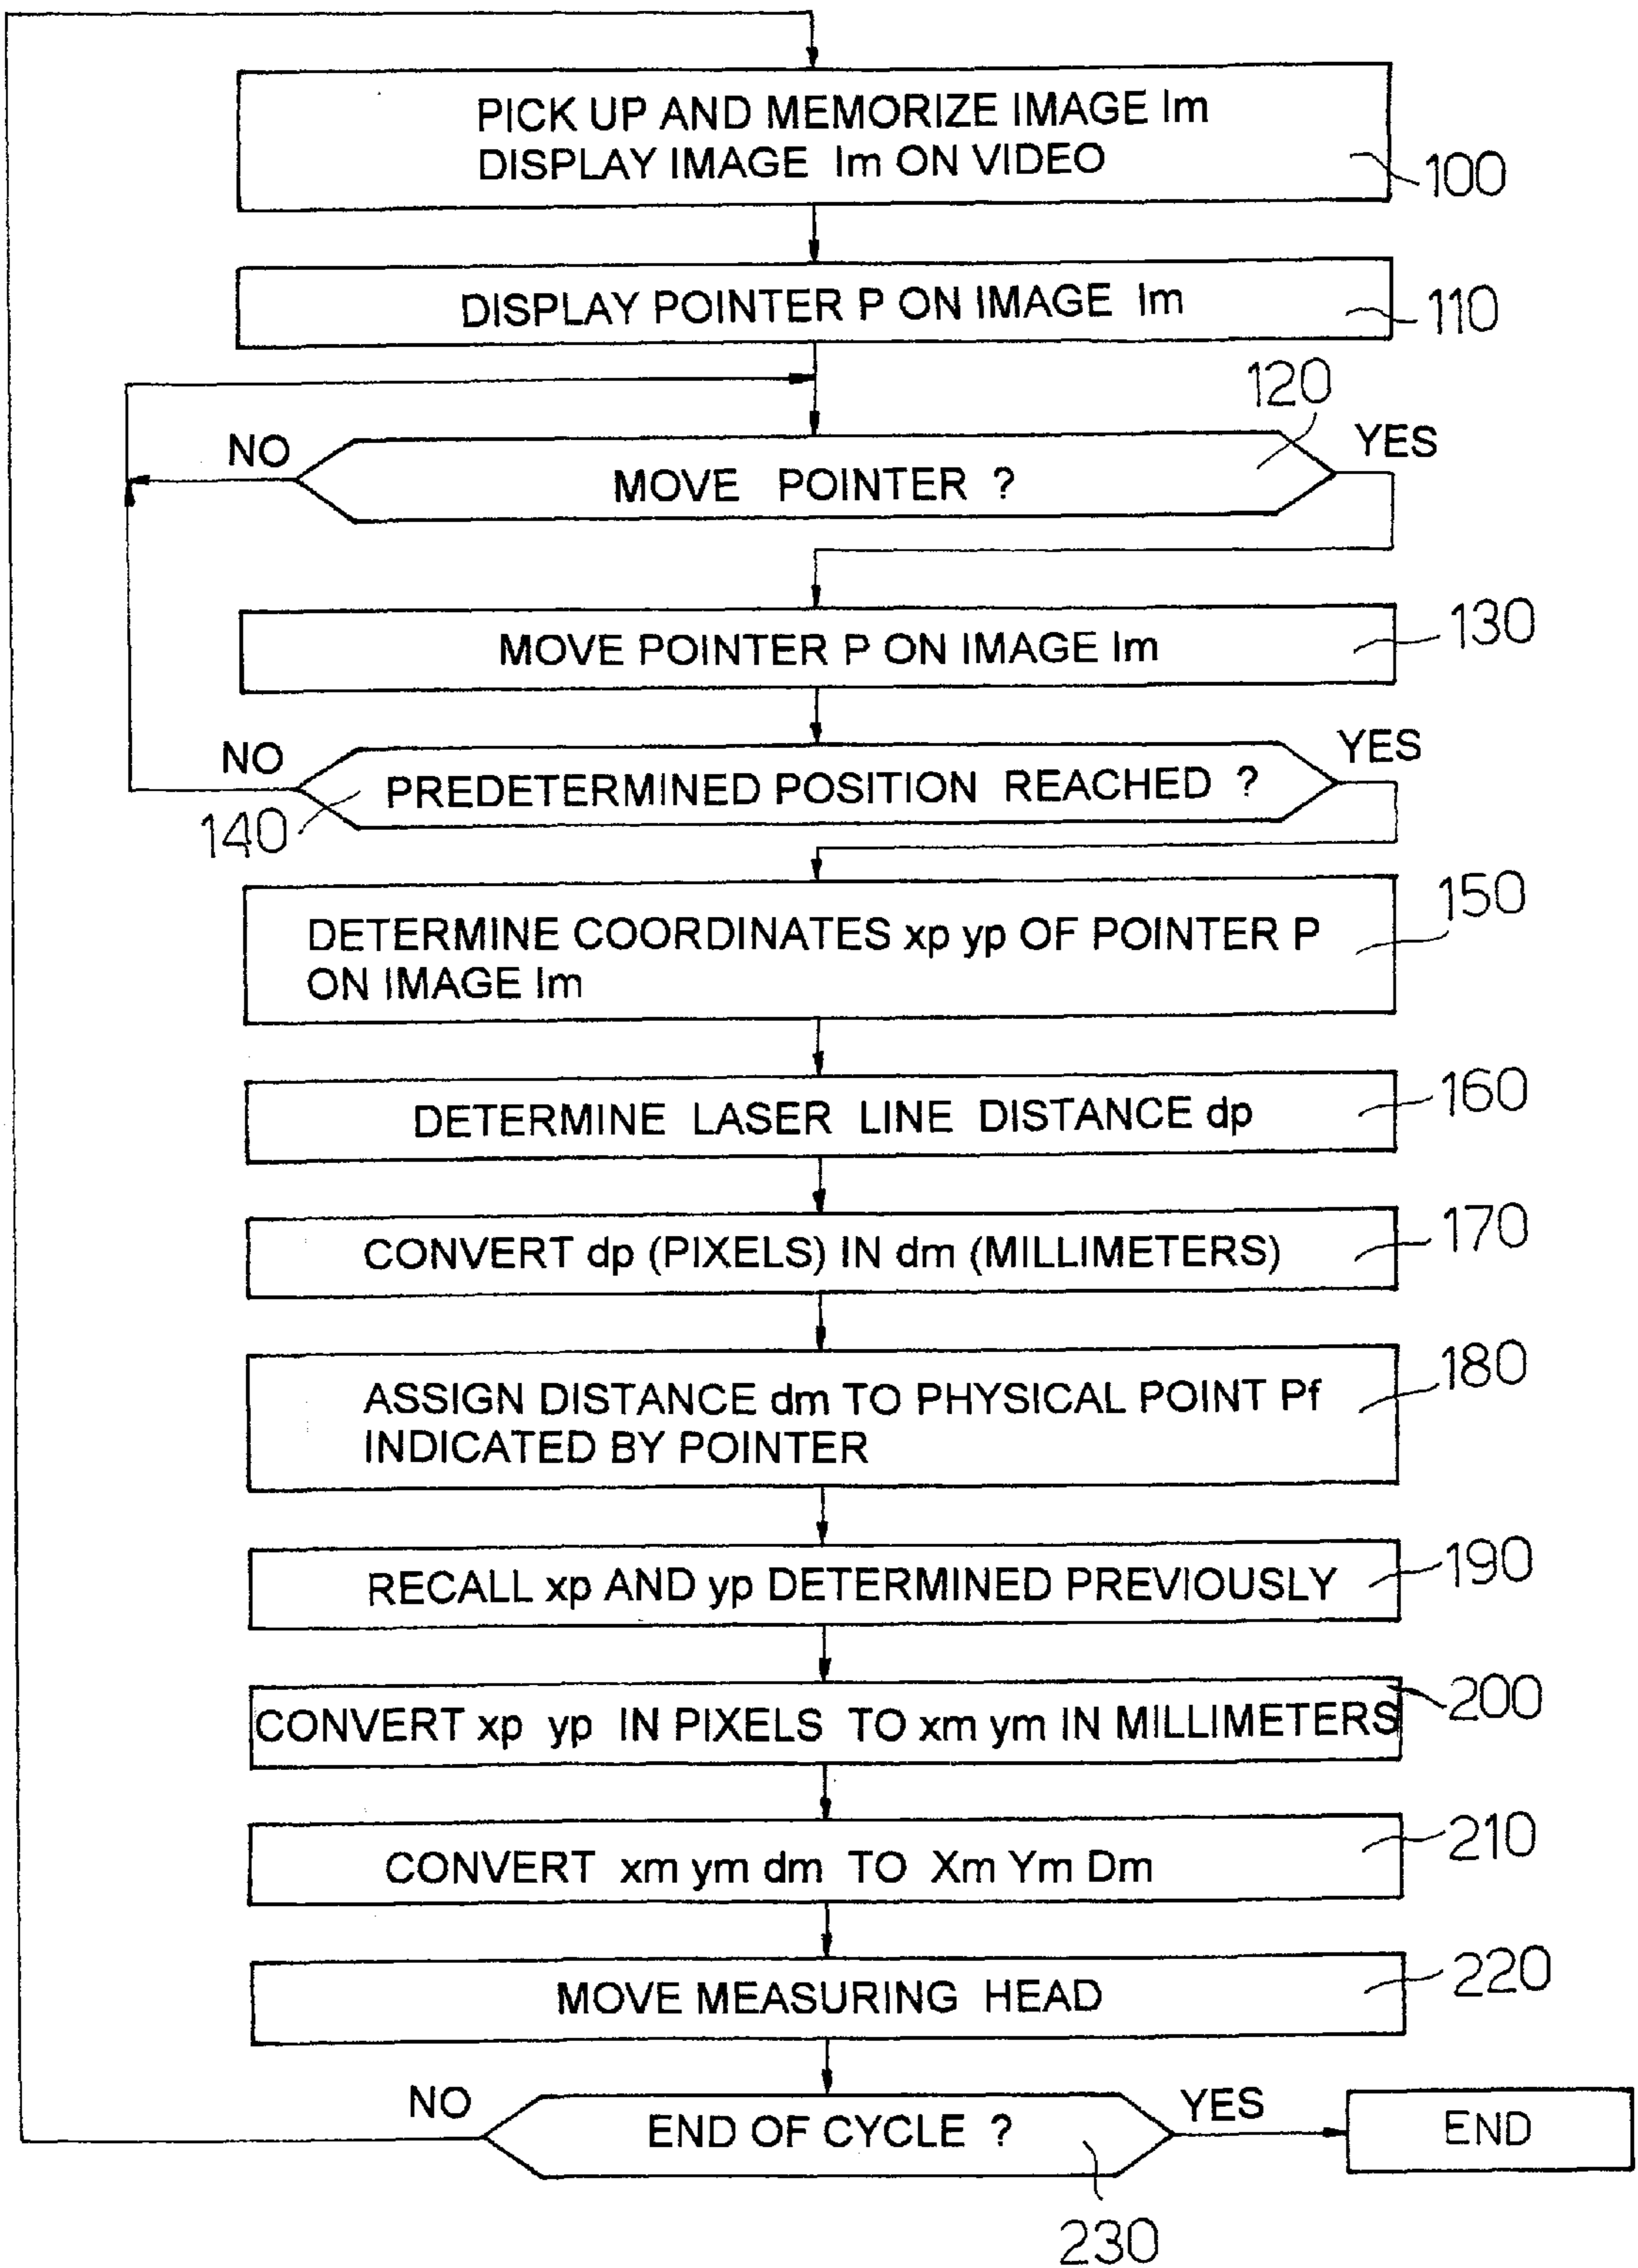 PICK UP AND MEMORIZE IMAGE Im
DISPLAY IMAGE Im ON VIDEO
100
DISPLAY POINTER P ON IMAGE Im
110
120
NO
YES
MOVE POINTER ?
MOVE POINTER P ON IMAGE Im
130
NO
YES
PREDETERMINED POSITION REACHED ?
140
150
DETERMINE COORDINATES xp yp OF POINTER P
ON IMAGE Im
DETERMINE LASER LINE DISTANCE dp
160
CONVERT dp (PIXELS) IN dm (MILLIMETERS)
170
180
ASSIGN DISTANCE dm TO PHYSICAL POINT Pf
INDICATED BY POINTER
RECALL xp AND yp DETERMINED PREVIOUSLY
190
200
CONVERT xp yp IN PIXELS TO xm ym IN MILLIMETERS
CONVERT xm ym dm TO Xm Ym Dm
210
MOVE MEASURING HEAD
220
NO
YES
END OF CYCLE ?
END
230